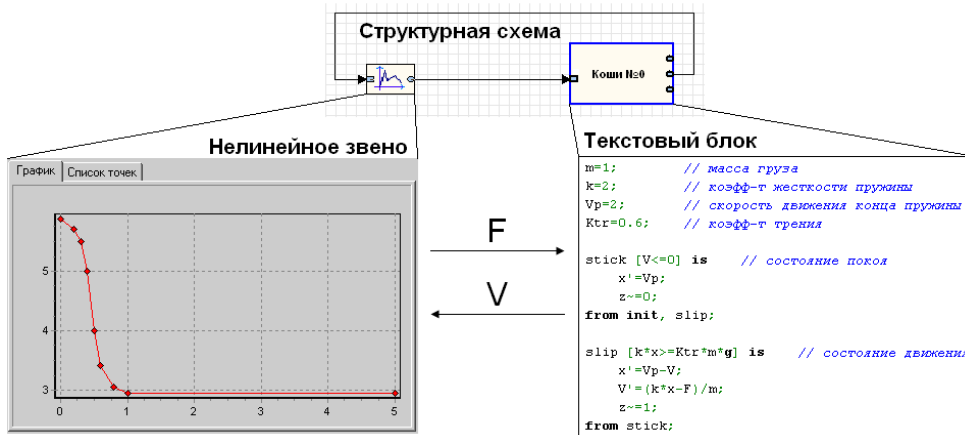 Структурная схема
Коши №0
Нелинейное звено
График
Список точек
5
4
3
0
1
2
3
4
5
F
V
Текстовый блок
m=1; // масса груза
k=2; // коэфф-т жесткости пружины
Vp=2; // скорость движения конца пружины
Ktr=0.6; // коэфф-т трения
stick [V<=0] is // состояние покоя
x'=Vp;
z~=0;
from init, slip;
slip [k*x>=Ktr*m*g] is // состояние движения
x'=Vp-V;
V'=(k*x-F)/m;
z~=1;
from stick;